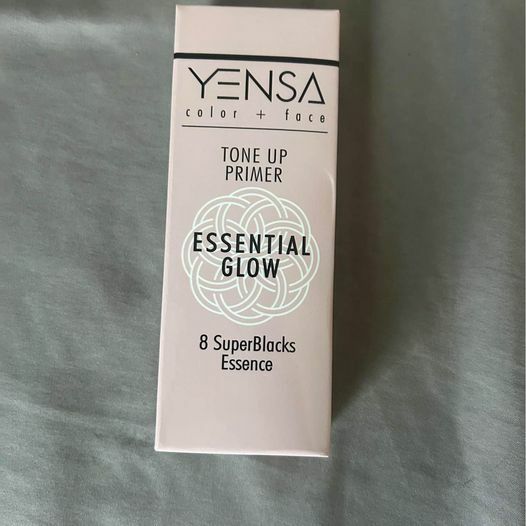 YENSA
color + face
TONE UP
PRIMER
ESSENTIAL
GLOW
8 SuperBlacks
Essence